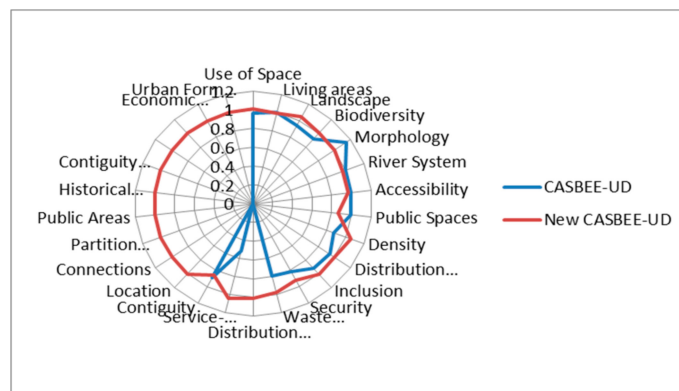 Use of Space
Living areas
Landscape
Biodiversity
Morphology
River System
Accessibility
Public Spaces
Density
Distribution...
Inclusion
Security
Waste...
Distribution...
Service-...
Contiguity
Location
Connections
Partition...
Public Areas
Historical...
Contiguity...
Economic...
Urban Form...
1.2
1
0.8
0.6
0.4
0.2
0
CASBEE-UD
New CASBEE-UD